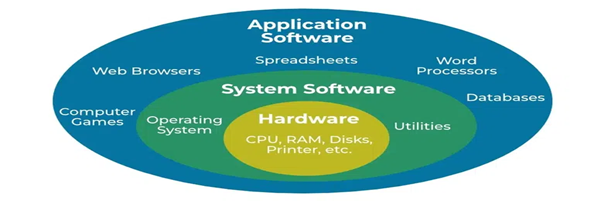 Application
Software
Spreadsheets
Web Browsers
Word
Processors
System Software
Databases
Computer
Games
Hardware
Operating
System
Utilities
CPU, RAM, Disks,
Printer, etc.